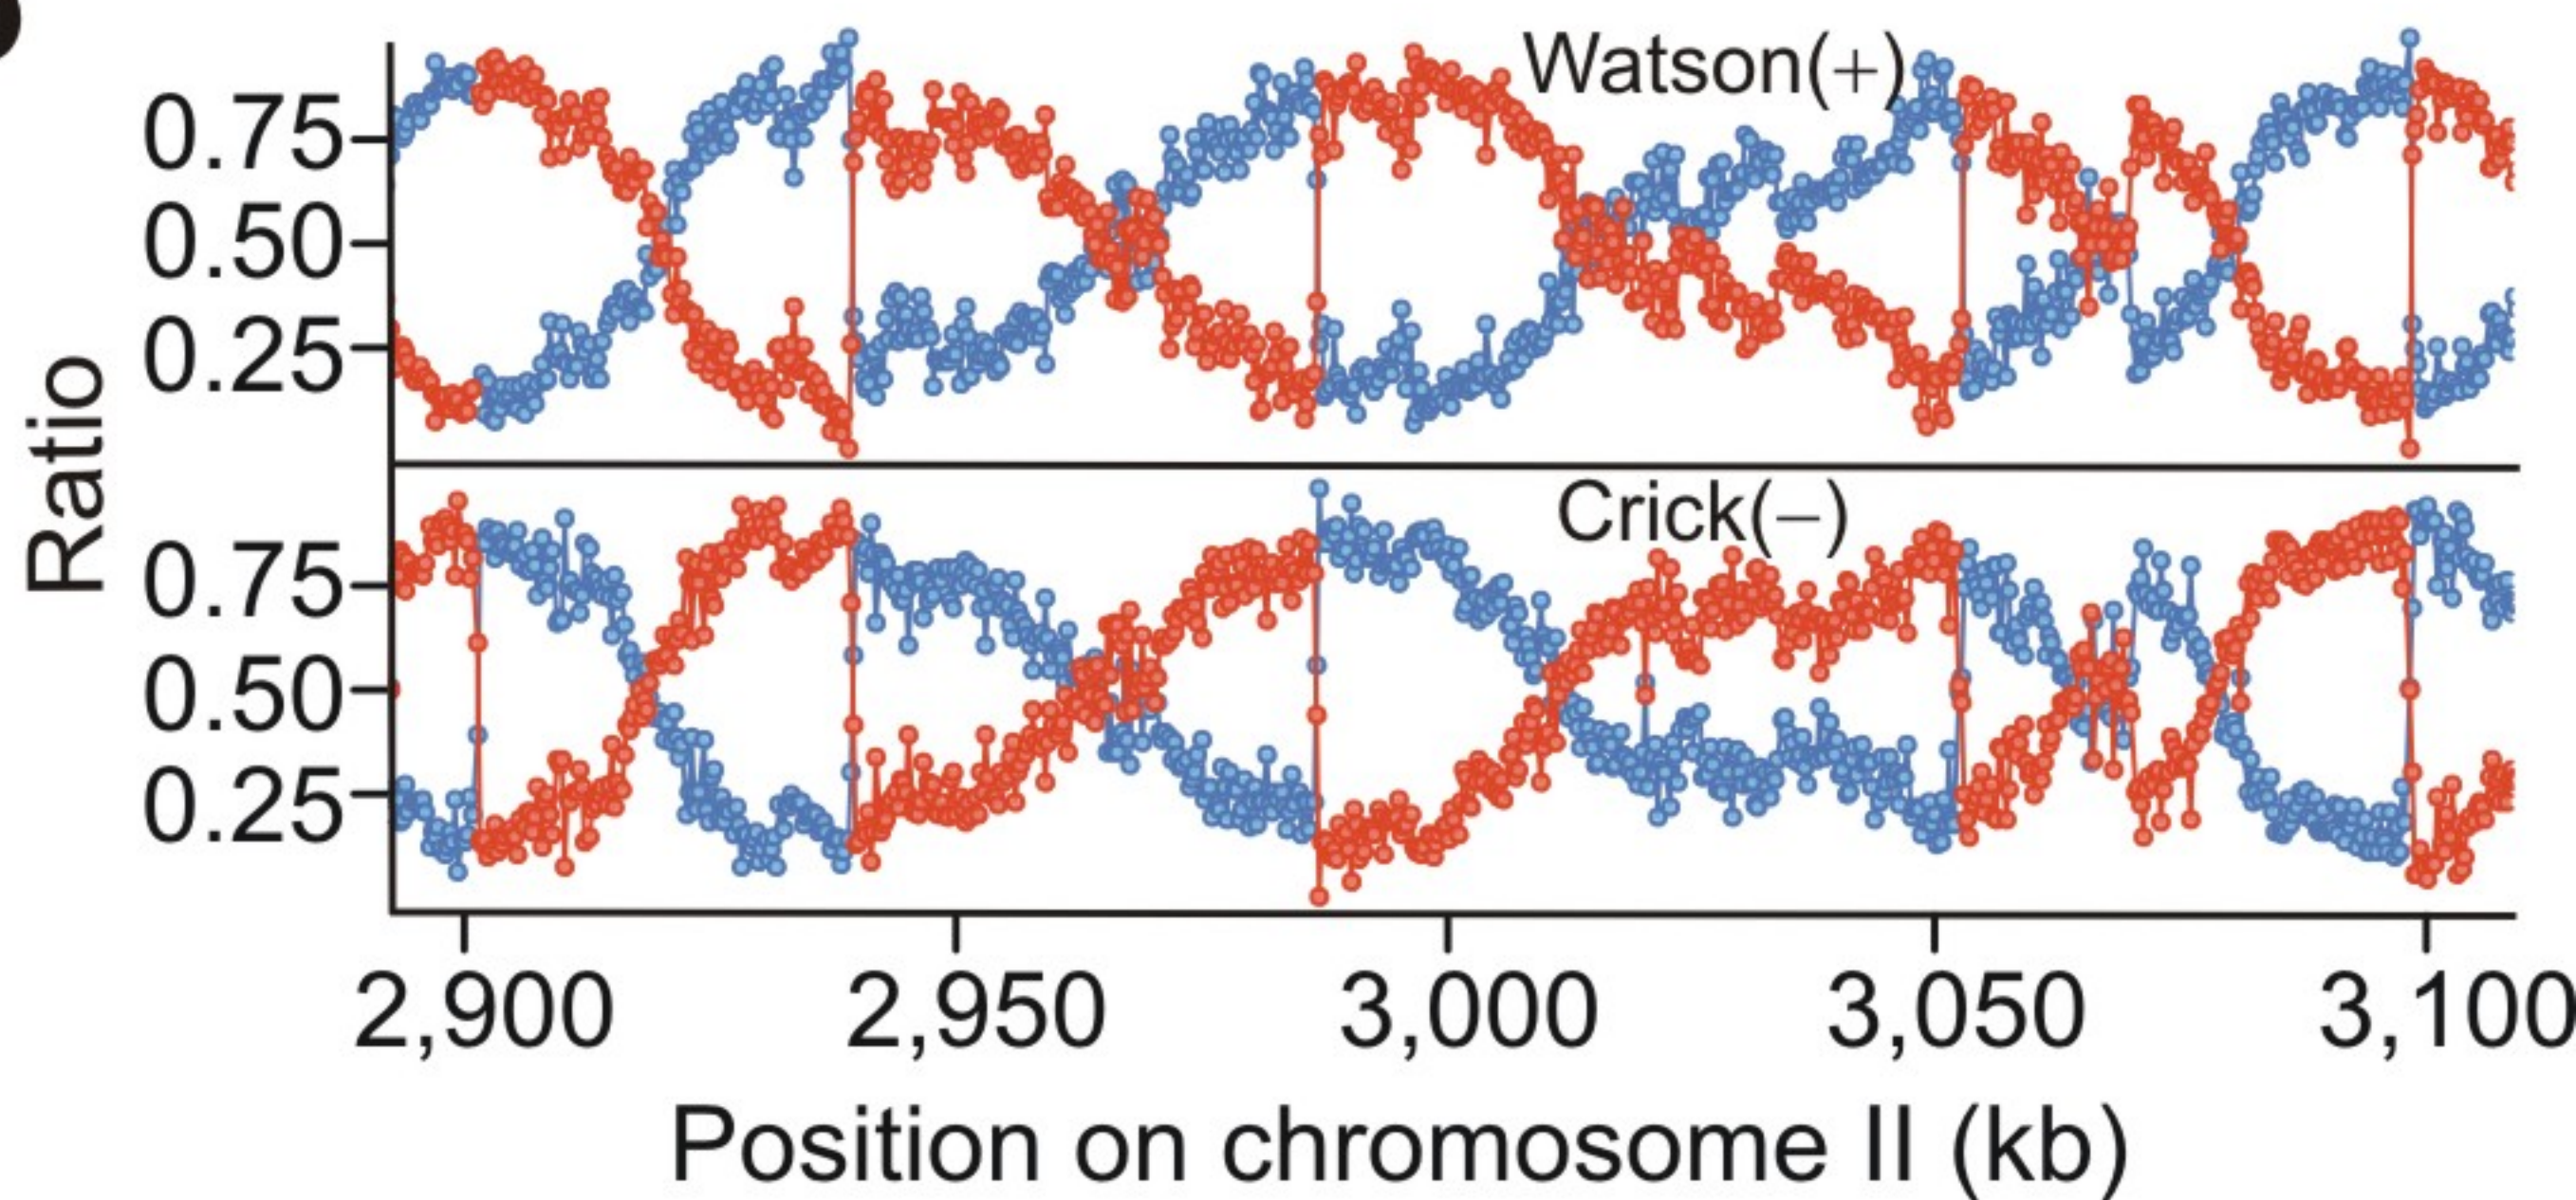 Watson(+)
0.75
0.50
0.25
Ratio
Crick(−)
0.75
0.50
0.25
2,900 2,950 3,000 3,050 3,100
Position on chromosome II (kb)